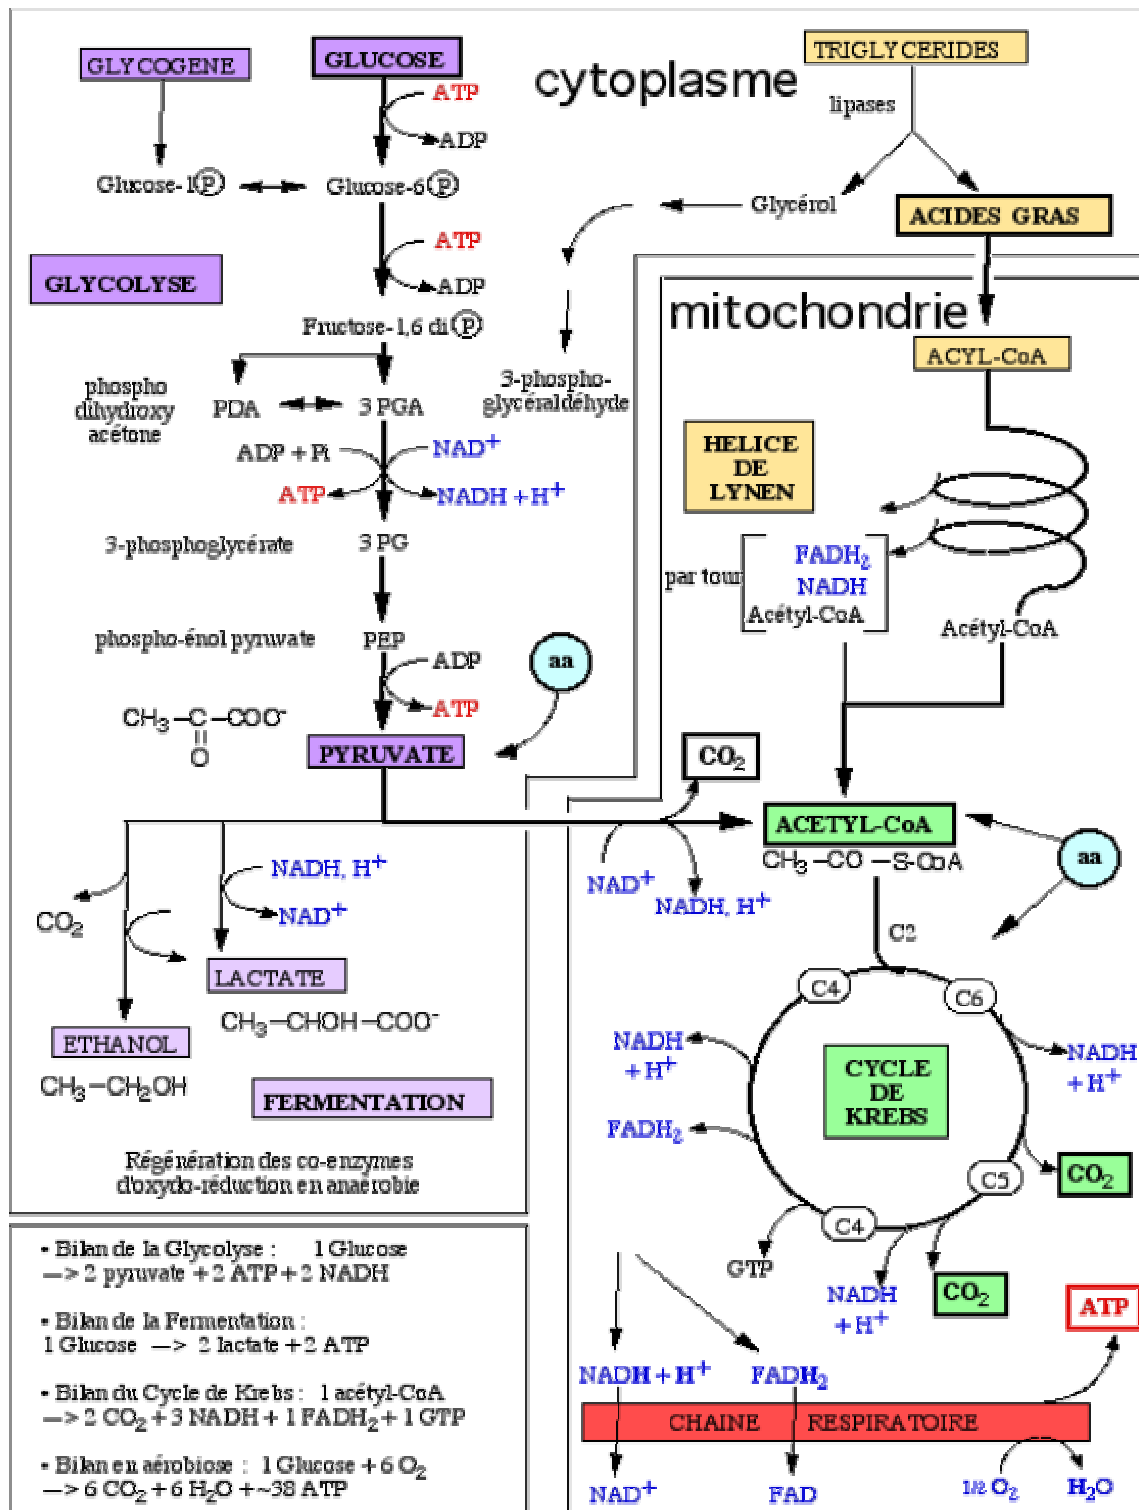 GLYCOGENE
GLUCOSE
cytoplasme
TRIGLYCERIDES
ATP
ADP
lipases
Glucose-1 P
Glucose-6 P
Glycérol
ACIDES GRAS
ATP
ADP
GLYCOLYSE
mitochondrie
Fructose-1,6 di P
ACYL-CoA
phospho
dihydroxy
acétone
PDA
3 PGA
3-phospho-
glycéraldéhyde
ADP + Pi
NAD+
ATP
NADH + H+
HELICE
DE
LYNEN
3-phosphoglycérate
3 PG
par tour
FADH2
NADH
Acétyl-CoA
Acétyl-CoA
phospho-énol pyruvate
PEP
ADP
aa
ATP
CH3-C-COO-
O
PYRUVATE
CO2
ACETYL-CoA
CH3-CO-S-CoA
aa
NAD+
NADH, H+
NADH, H+
NAD+
CO2
C2
LACTATE
CH3-CHOH-COO-
ETHANOL
CH3-CH2OH
FERMENTATION
C4
C6
NADH
+ H+
NADH
+ H+
CYCLE
DE
KREBS
FADH2
CO2
C5
C4
Régénération des co-enzymes
d'oxydo-réduction en anaérobie
GTP
NADH
+ H+
CO2
ATP
• Bilan de la Glycolyse : 1 Glucose
—> 2 pyruvate + 2 ATP + 2 NADH
• Bilan de la Fermentation :
1 Glucose —> 2 lactate + 2 ATP
• Bilan du Cycle de Krebs : 1 acétyl-CoA
—> 2 CO2 + 3 NADH + 1 FADH2 + 1 GTP
• Bilan en aérobiose : 1 Glucose + 6 O2
—> 6 CO2 + 6 H2O + ~38 ATP
NADH + H+
FADH2
CHAINE RESPIRATOIRE
NAD+
FAD
1/2 O2
H2O